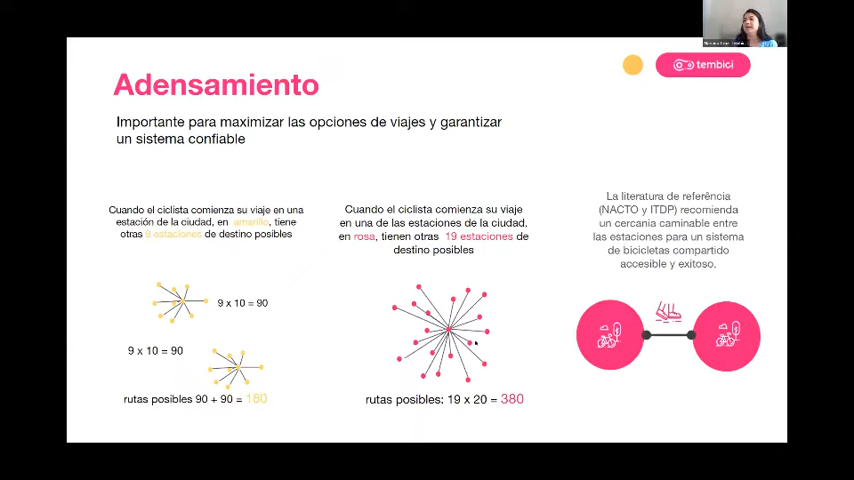 tembici
Adensamiento
Importante para maximizar las opciones de viajes y garantizar
un sistema confiable
Cuando el ciclista comienza su viaje en una
estación de la ciudad, en amarillo, tiene
otras 9 estaciones de destino posibles
9 x 10 = 90
9 x 10 = 90
rutas posibles 90 + 90 = 180
Cuando el ciclista comienza su viaje
en una de las estaciones de la ciudad,
en rosa, tienen otras 19 estaciones de
destino posibles
rutas posibles: 19 x 20 = 380
La literatura de referência
(NACTO y ITDP) recomienda
un cercania caminable entre
las estaciones para un sistema
de bicicletas compartido
accesible y exitoso.